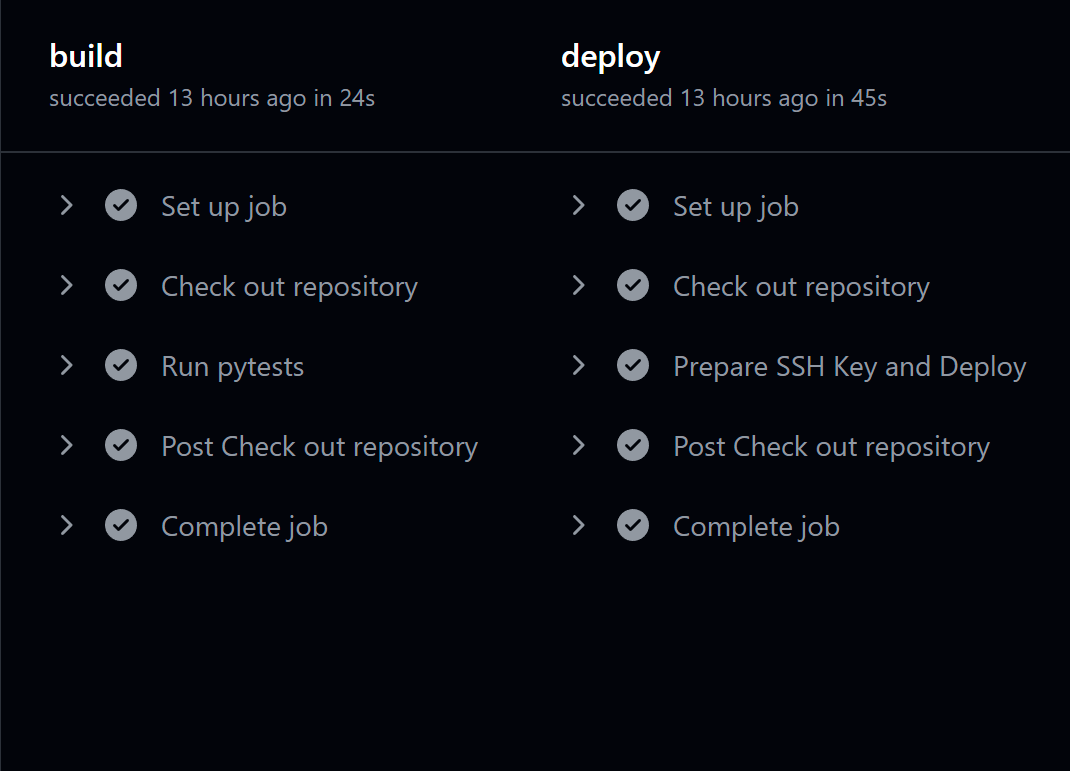 build
succeeded 13 hours ago in 24s
Set up job
Check out repository
Run pytests
Post Check out repository
Complete job
deploy
succeeded 13 hours ago in 45s
Set up job
Check out repository
Prepare SSH Key and Deploy
Post Check out repository
Complete job